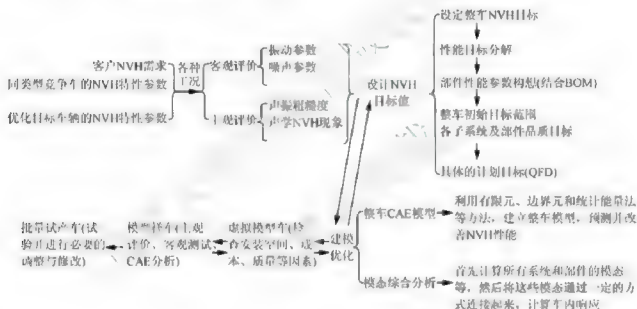 客户NVH需求
同类型竞争车的NVH特性参数
优化目标车辆的NVH特性参数
各种
工况
客观评价
振动参数
噪声参数
主观评价
声振粗糙度
声学NVH现象
设计NVH
目标值
设定整车NVH目标
性能目标分解
部件性能参数构想(结合BOM)
整车初始目标范围
各子系统及部件品质目标
具体的计划目标(QFD)
批量试产车(试
验并进行必要的
调整与修改)
模型样车(主观
评价、客观测试、
CAE分析)
虚拟模型车(检
查安装空间、成
本、质量等因素)
建模
优化
整车CAE模型
利用有限元、边界元和统计能量法
等方法，建立整车模型，预测并改
善NVH性能
模态综合分析
首先计算所有系统和部件的模态
等，然后将这些模态通过一定的方
式连接起来，计算车内响应